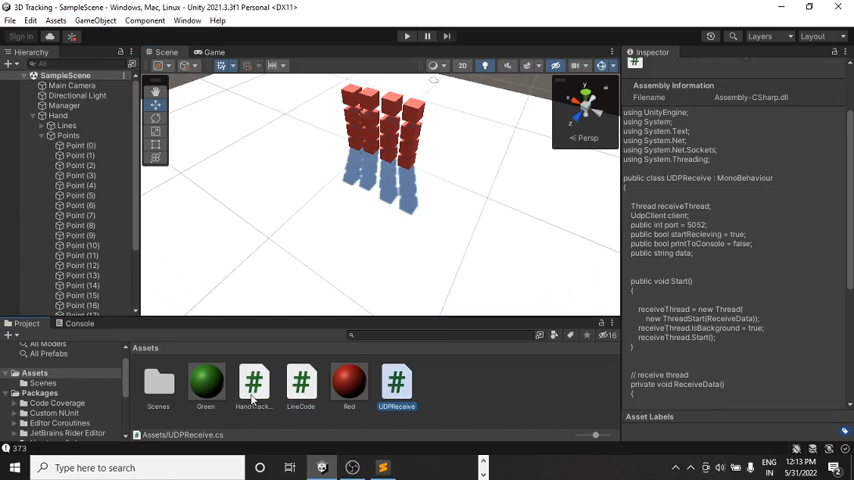 3D Tracking - SampleScene - Windows, Mac, Linux - Unity 2021.3.3f1 Personal <DX11>
File Edit Assets GameObject Component Window Help
Sign in
Layers
Layout
Hierarchy
All
SampleScene
Main Camera
Directional Light
Manager
Hand
Lines
Points
Point (0)
Point (1)
Point (2)
Point (3)
Point (4)
Point (5)
Point (6)
Point (7)
Point (8)
Point (9)
Point (10)
Point (11)
Point (12)
Point (13)
Point (14)
Point (15)
Point (16)
Scene
Game
2D
y
x
z
Persp
Inspector
Assembly Information
Filename Assembly-CSharp.dll
using UnityEngine;
using System;
using System.Text;
using System.Net;
using System.Net.Sockets;
using System.Threading;
public class UDPReceive : MonoBehaviour
{
Thread receiveThread;
UdpClient client;
public int port = 5052;
public bool startRecieving = true;
public bool printToConsole = false;
public string data;
public void Start()
{
receiveThread = new Thread(
new ThreadStart(ReceiveData));
receiveThread.IsBackground = true;
receiveThread.Start();
}
// receive thread
private void ReceiveData()
{
Asset Labels
Project
Console
16
All Models
All Prefabs
Assets
Scenes
Packages
Code Coverage
Custom NUnit
Editor Coroutines
JetBrains Rider Editor
Assets
Scenes
Green
HandTrack...
LineCode
Red
UDPReceive
Assets/UDPReceive.cs
373
Type here to search
ENG
IN
12:13 PM
5/31/2022
2